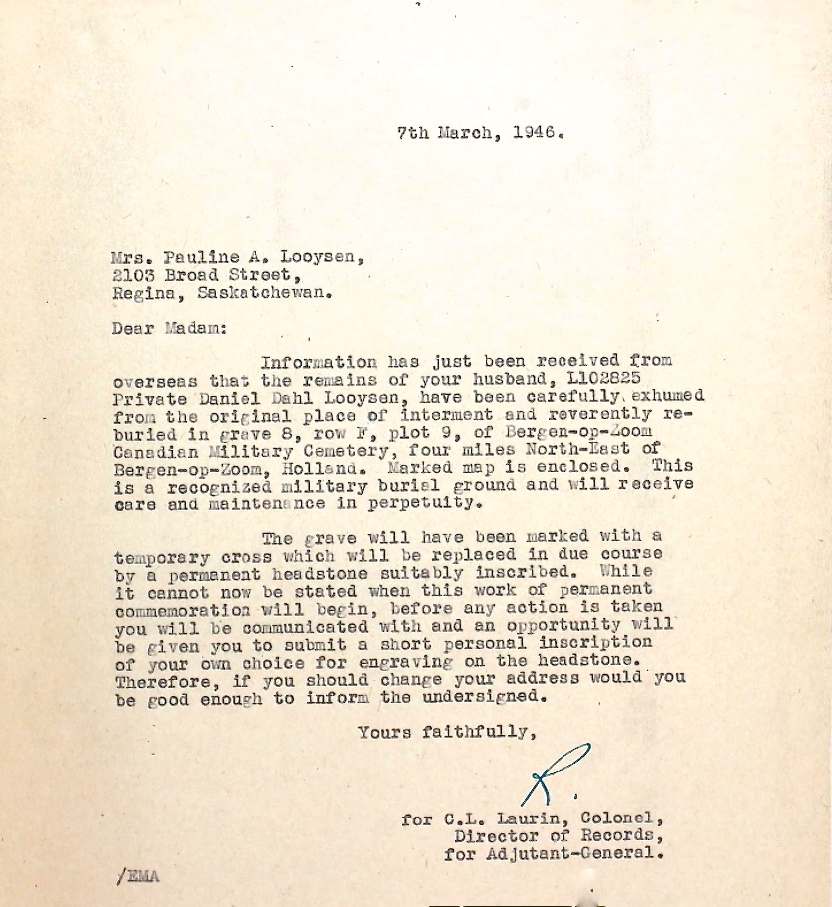 7th March, 1946.
Mrs. Pauline A. Looysen,
2103 Broad Street,
Regina, Saskatchewan.
Dear Madam:
Information has just been received from
overseas that the remains of your husband, L102825
Private Daniel Dahl Looysen, have been carefully exhumed
from the original place of interment and reverently re-
buried in grave 8, row F, plot 9, of Bergen-op-Zoom
Canadian Military Cemetery, four miles North-East of
Bergen-op-Zoom, Holland. Marked map is enclosed. This
is a recognized military burial ground and will receive
care and maintenance in perpetuity.
The grave will have been marked with a
temporary cross which will be replaced in due course
by a permanent headstone suitably inscribed. While
it cannot now be stated when this work of permanent
commemoration will begin, before any action is taken
you will be communicated with and an opportunity will
be given you to submit a short personal inscription
of your own choice for engraving on the headstone.
Therefore, if you should change your address would you
be good enough to inform the undersigned.
Yours faithfully,
R.
for C.L. Laurin, Colonel,
Director of Records,
for Adjutant-General.
/EMA